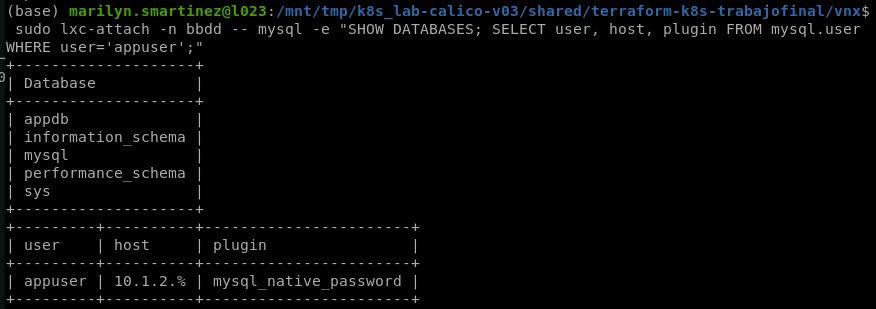 (base) marilyn.smartinez@l023:/mnt/tmp/k8s_lab-calico-v03/shared/terraform-k8s-trabajofinal/vnx$
sudo lxc-attach -n bbdd -- mysql -e "SHOW DATABASES; SELECT user, host, plugin FROM mysql.user
WHERE user='appuser';"
+--------------------+
| Database           |
+--------------------+
| appdb              |
| information_schema |
| mysql              |
| performance_schema |
| sys                |
+--------------------+
+---------+----------+-----------------------+
| user    | host     | plugin                |
+---------+----------+-----------------------+
| appuser | 10.1.2.% | mysql_native_password |
+---------+----------+-----------------------+